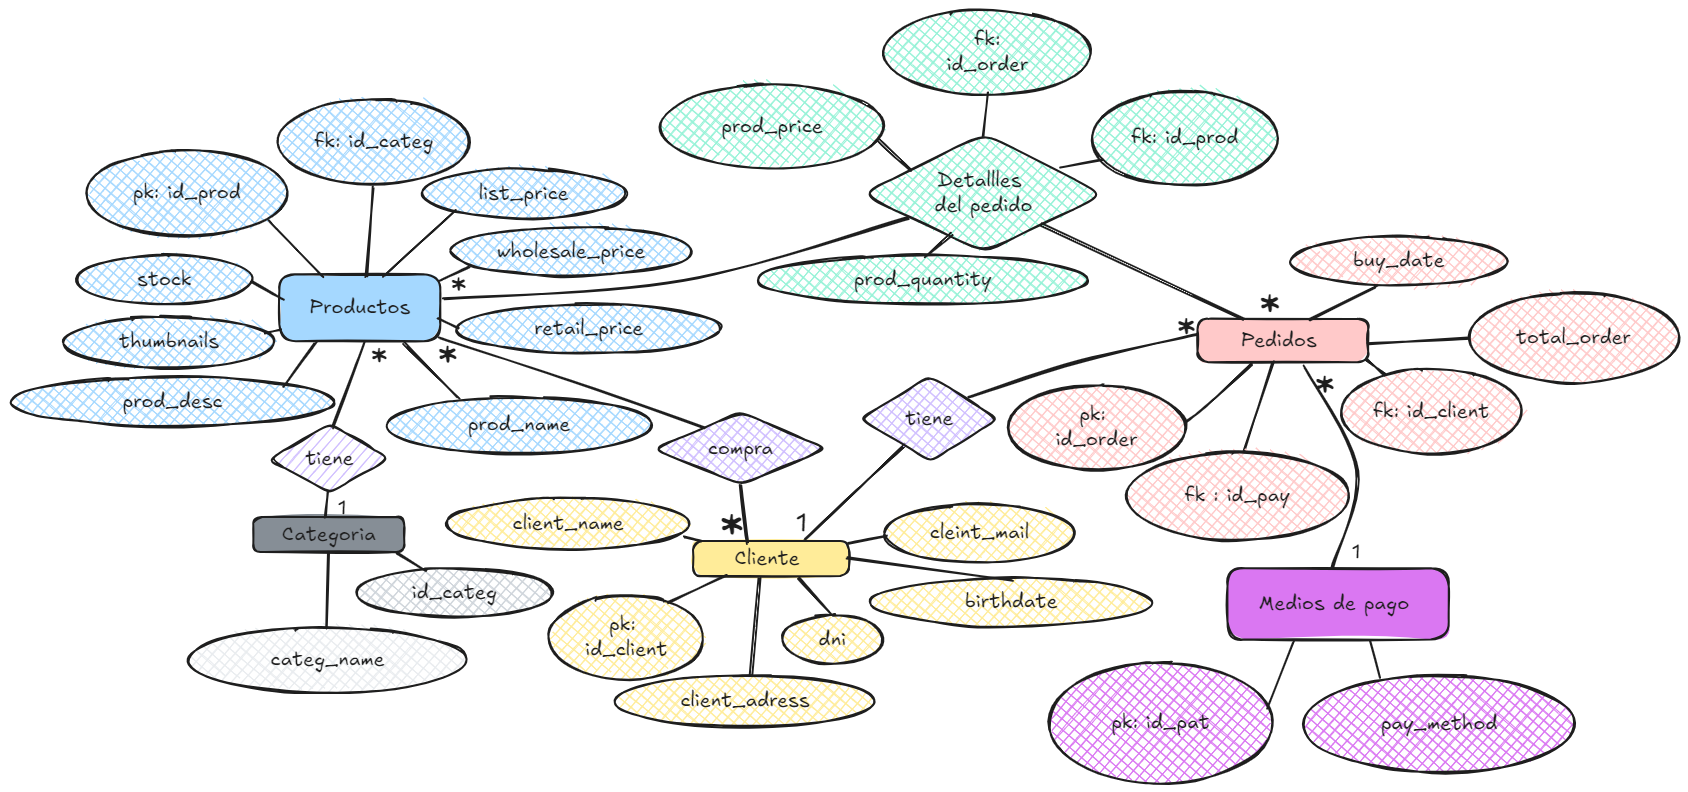 fk:
id_order
prod_price
fk: id_prod
fk: id_categ
pk: id_prod
list_price
Detallles
del pedido
wholesale_price
buy_date
stock
prod_quantity
*
*
Productos
retail_price
*
Pedidos
total_order
thumbnails
*
*
*
prod_desc
prod_name
tiene
pk:
id_order
fk: id_client
tiene
compra
fk : id_pay
1
client_name
*
1
cleint_mail
Categoria
Cliente
1
id_categ
birthdate
Medios de pago
pk:
id_client
dni
categ_name
client_adress
pk: id_pat
pay_method